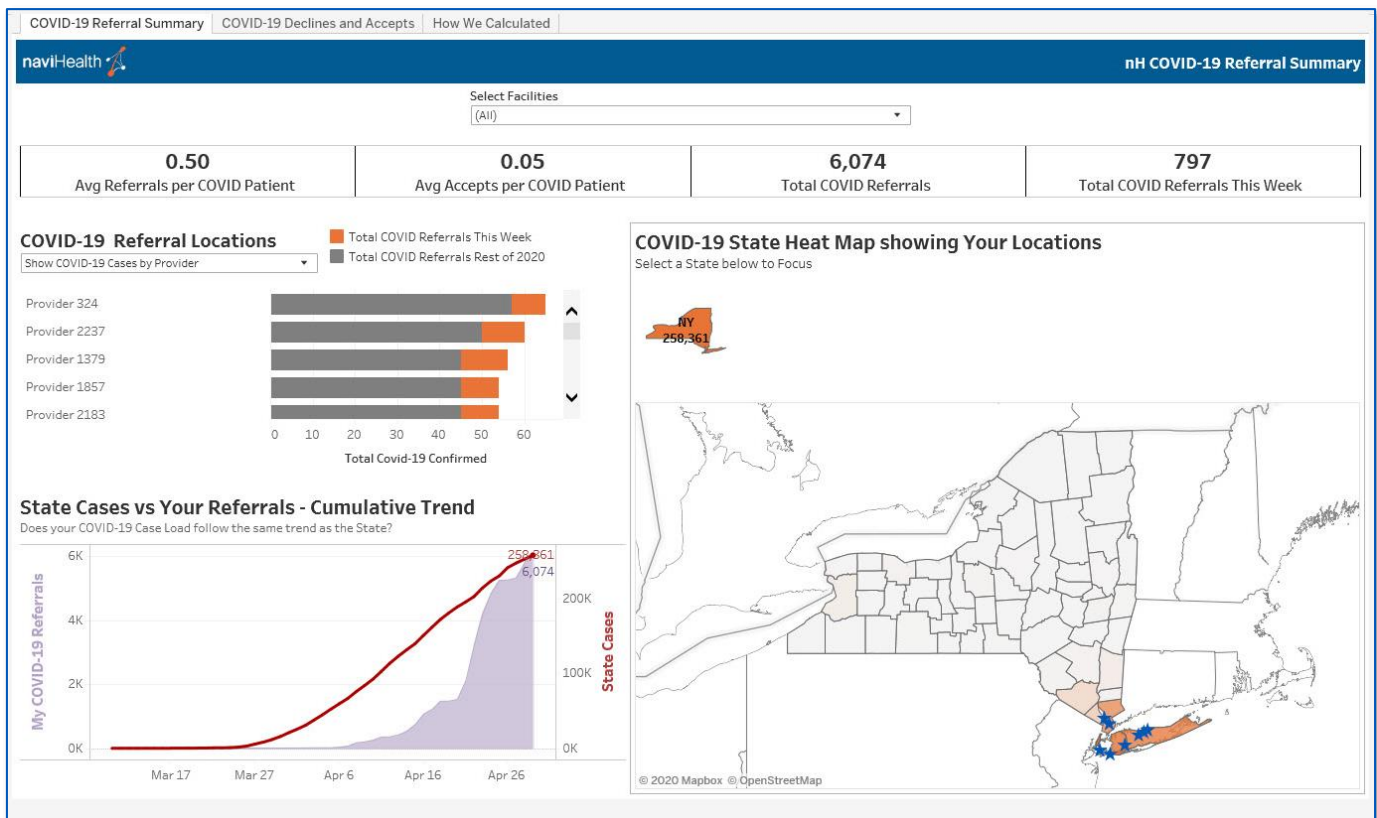 COVID-19 Referral Summary COVID-19 Declines and Accepts How We Calculated
naviHealth
nH COVID-19 Referral Summary
Select Facilities
(All)
0.50
Avg Referrals per COVID Patient
0.05
Avg Accepts per COVID Patient
6,074
Total COVID Referrals
797
Total COVID Referrals This Week
COVID-19 Referral Locations
Show COVID-19 Cases by Provider
Total COVID Referrals This Week
Total COVID Referrals Rest of 2020
Provider 324
Provider 2237
Provider 1379
Provider 1857
Provider 2183
0 10 20 30 40 50 60
Total Covid-19 Confirmed
State Cases vs Your Referrals - Cumulative Trend
Does your COVID-19 Case Load follow the same trend as the State?
My COVID-19 Referrals
6K
4K
2K
0K
258,361
6,074
200K
100K
0K
State Cases
Mar 17 Mar 27 Apr 6 Apr 16 Apr 26
COVID-19 State Heat Map showing Your Locations
Select a State below to Focus
NY
258,361
© 2020 Mapbox © OpenStreetMap